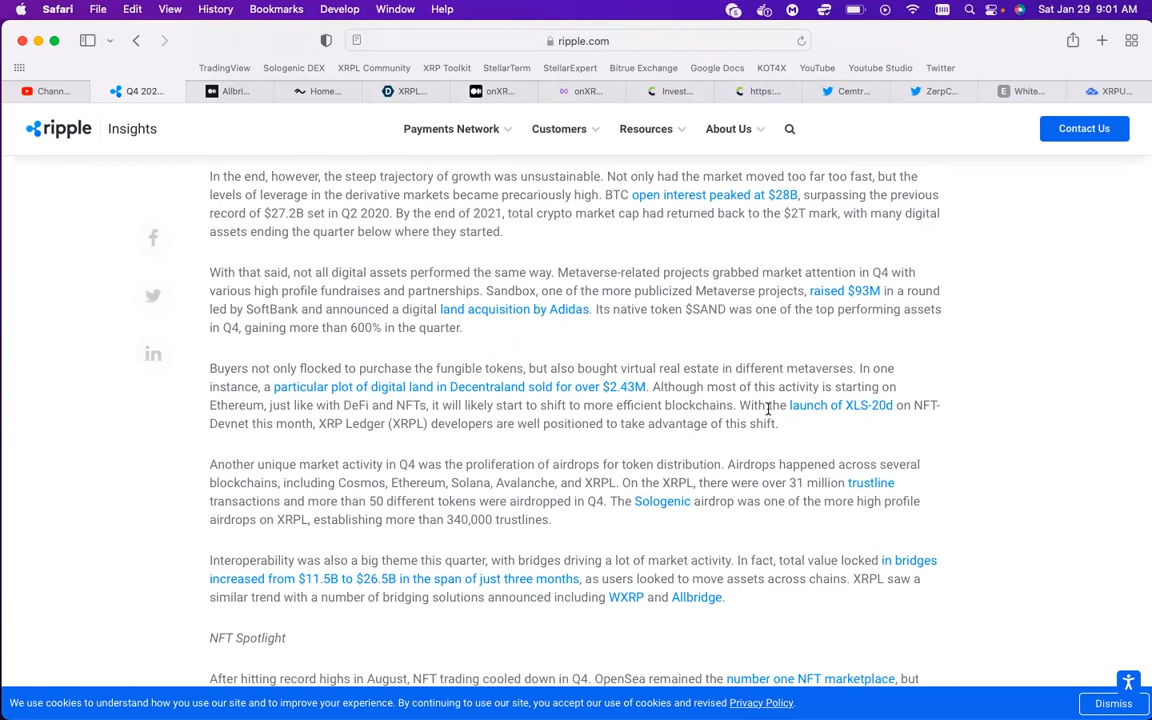 Safari File Edit View History Bookmarks Develop Window Help Sat Jan 29 9:01 AM
ripple.com
TradingView Sologenic DEX XRPL Community XRP Toolkit StellarTerm StellarExpert Bitrue Exchange Google Docs KOT4X YouTube Youtube Studio Twitter
Chann... Q4 202... Allbri... Home... XRPL... onXR... onXR... Invest... https:... Cemtr... ZerpC... White... XRPU...
ripple Insights Payments Network Customers Resources About Us Contact Us
In the end, however, the steep trajectory of growth was unsustainable. Not only had the market moved too far too fast, but the
levels of leverage in the derivative markets became precariously high. BTC open interest peaked at $28B, surpassing the previous
record of $27.2B set in Q2 2020. By the end of 2021, total crypto market cap had returned back to the $2T mark, with many digital
assets ending the quarter below where they started.
With that said, not all digital assets performed the same way. Metaverse-related projects grabbed market attention in Q4 with
various high profile fundraises and partnerships. Sandbox, one of the more publicized Metaverse projects, raised $93M in a round
led by SoftBank and announced a digital land acquisition by Adidas. Its native token $SAND was one of the top performing assets
in Q4, gaining more than 600% in the quarter.
Buyers not only flocked to purchase the fungible tokens, but also bought virtual real estate in different metaverses. In one
instance, a particular plot of digital land in Decentraland sold for over $2.43M. Although most of this activity is starting on
Ethereum, just like with DeFi and NFTs, it will likely start to shift to more efficient blockchains. With the launch of XLS-20d on NFT-
Devnet this month, XRP Ledger (XRPL) developers are well positioned to take advantage of this shift.
Another unique market activity in Q4 was the proliferation of airdrops for token distribution. Airdrops happened across several
blockchains, including Cosmos, Ethereum, Solana, Avalanche, and XRPL. On the XRPL, there were over 31 million trustline
transactions and more than 50 different tokens were airdropped in Q4. The Sologenic airdrop was one of the more high profile
airdrops on XRPL, establishing more than 340,000 trustlines.
Interoperability was also a big theme this quarter, with bridges driving a lot of market activity. In fact, total value locked in bridges
increased from $11.5B to $26.5B in the span of just three months, as users looked to move assets across chains. XRPL saw a
similar trend with a number of bridging solutions announced including WXRP and Allbridge.
NFT Spotlight
After hitting record highs in August, NFT trading cooled down in Q4. OpenSea remained the number one NFT marketplace, but
We use cookies to understand how you use our site and to improve your experience. By continuing to use our site, you accept our use of cookies and revised Privacy Policy. Dismiss